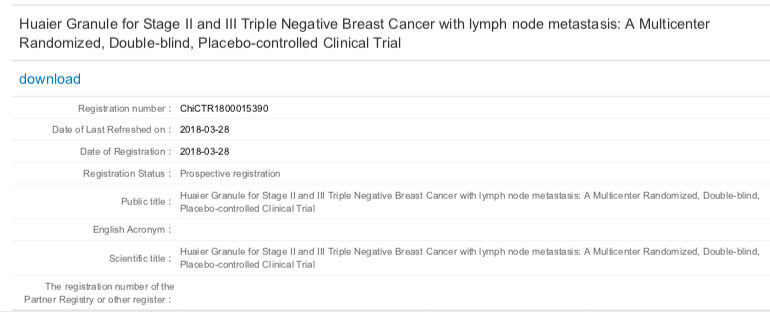 Huaier Granule for Stage II and III Triple Negative Breast Cancer with lymph node metastasis: A Multicenter
Randomized, Double-blind, Placebo-controlled Clinical Trial
download
Registration number : ChiCTR1800015390
Date of Last Refreshed on : 2018-03-28
Date of Registration : 2018-03-28
Registration Status : Prospective registration
Public title : Huaier Granule for Stage II and III Triple Negative Breast Cancer with lymph node metastasis: A Multicenter Randomized, Double-blind,
Placebo-controlled Clinical Trial
English Acronym :
Scientific title : Huaier Granule for Stage II and III Triple Negative Breast Cancer with lymph node metastasis: A Multicenter Randomized, Double-blind,
Placebo-controlled Clinical Trial
The registration number of the
Partner Registry or other register :